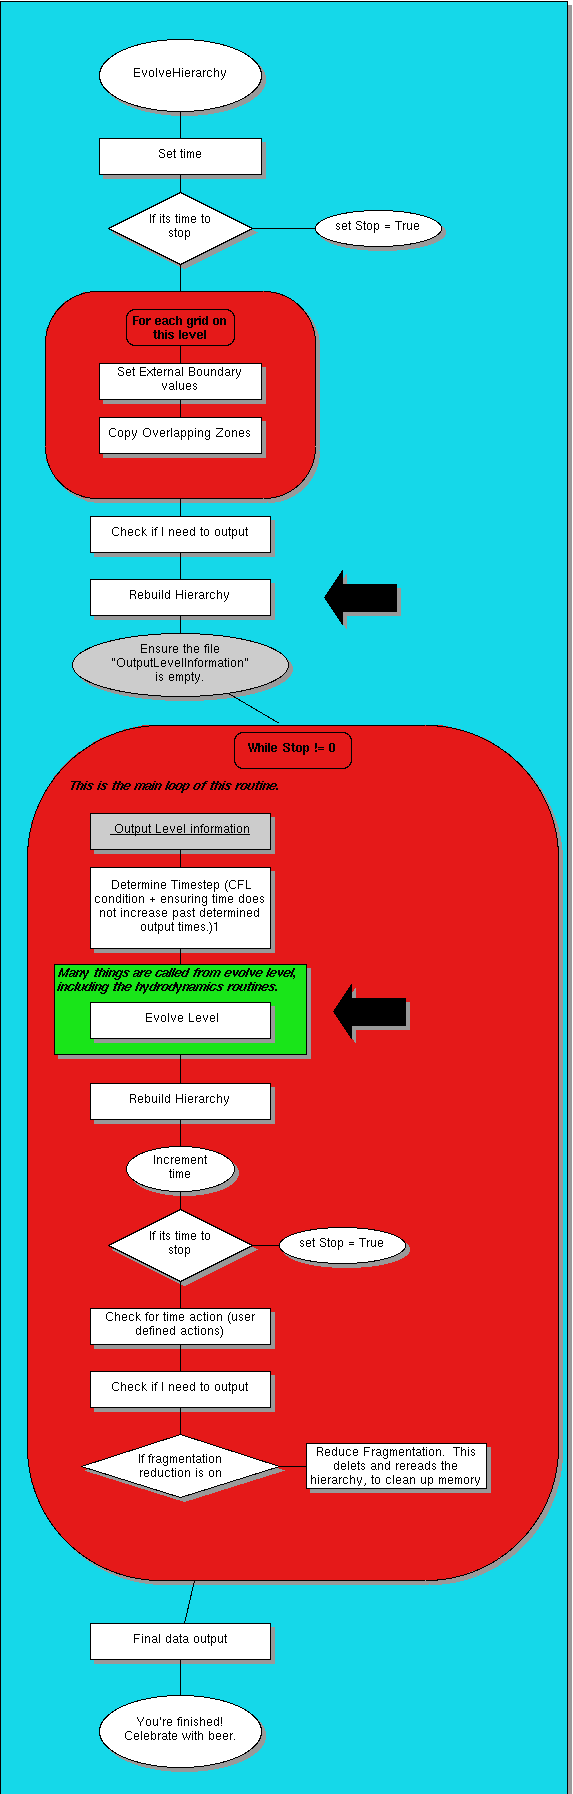 EvolveHierarchy
Set time
If its time to
stop
set Stop = True
For each grid on
this level
Set External Boundary
values
Copy Overlapping Zones
Check if I need to output
Rebuild Hierarchy
Ensure the file
"OutputLevelInformation"
is empty.
While Stop != 0
This is the main loop of this routine.
Output Level information
Determine Timestep (CFL
condition + ensuring time does
not increase past determined
output times.)1
Many things are called from evolve level,
including the hydrodynamics routines.
Evolve Level
Rebuild Hierarchy
Increment
time
If its time to
stop
set Stop = True
Check for time action (user
defined actions)
Check if I need to output
If fragmentation
reduction is on
Reduce Fragmentation.  This
delets and rereads the
hierarchy, to clean up memory
Final data output
You're finished!
Celebrate with beer.